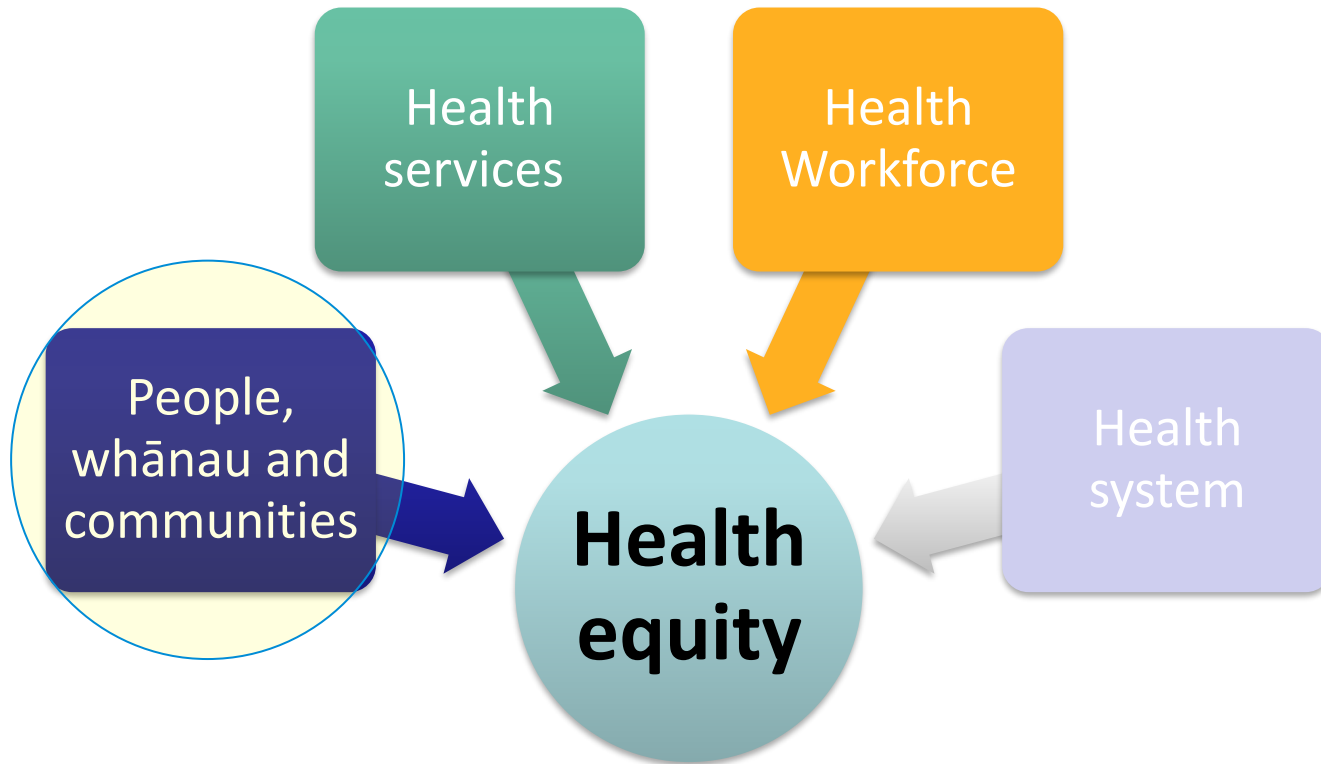 Health
services
Health
Workforce
People,
whānau and
communities
Health
system
Health
equity